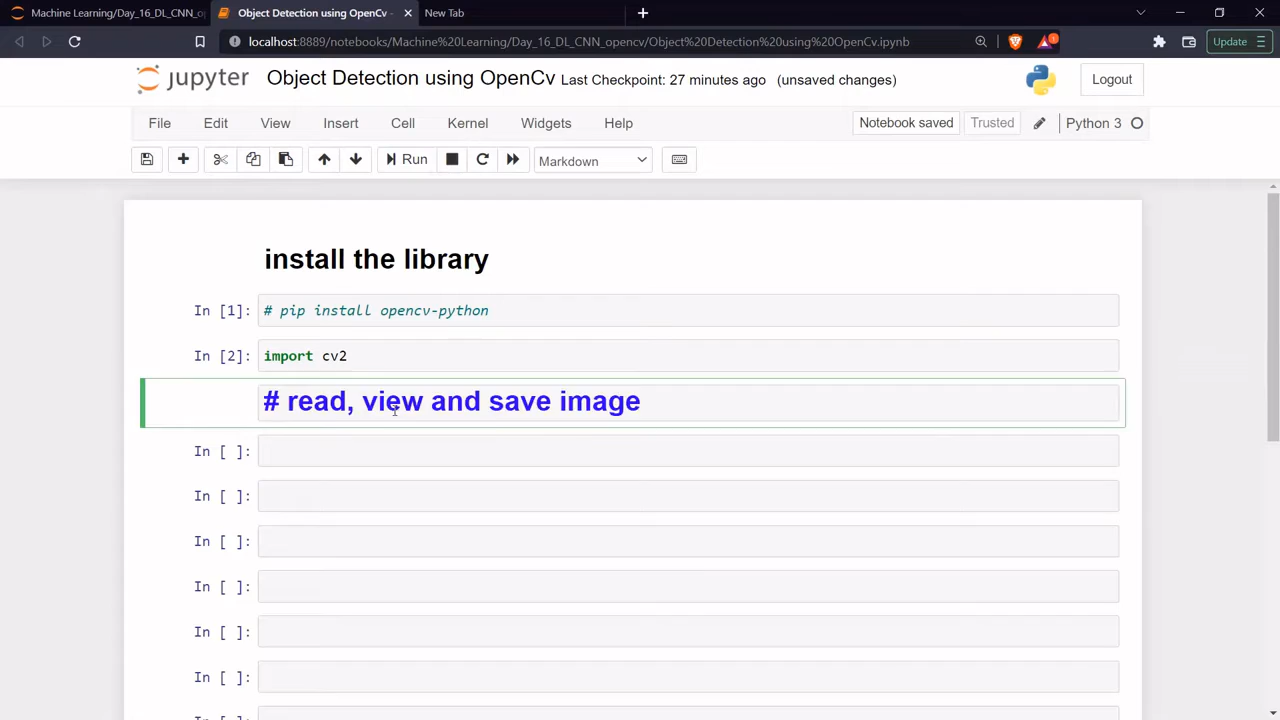 Machine Learning/Day_16_DL_CNN_o
Object Detection using OpenCv -
New Tab
localhost:8889/notebooks/Machine%20Learning/Day_16_DL_CNN_opencv/Object%20Detection%20using%20OpenCv.ipynb
1
Update
jupyter Object Detection using OpenCv Last Checkpoint: 27 minutes ago (unsaved changes)
Logout
File Edit View Insert Cell Kernel Widgets Help
Notebook saved Trusted Python 3
Run Markdown
install the library
In [1]: # pip install opencv-python
In [2]: import cv2
# read, view and save image
In [ ]:
In [ ]:
In [ ]:
In [ ]:
In [ ]:
In [ ]: